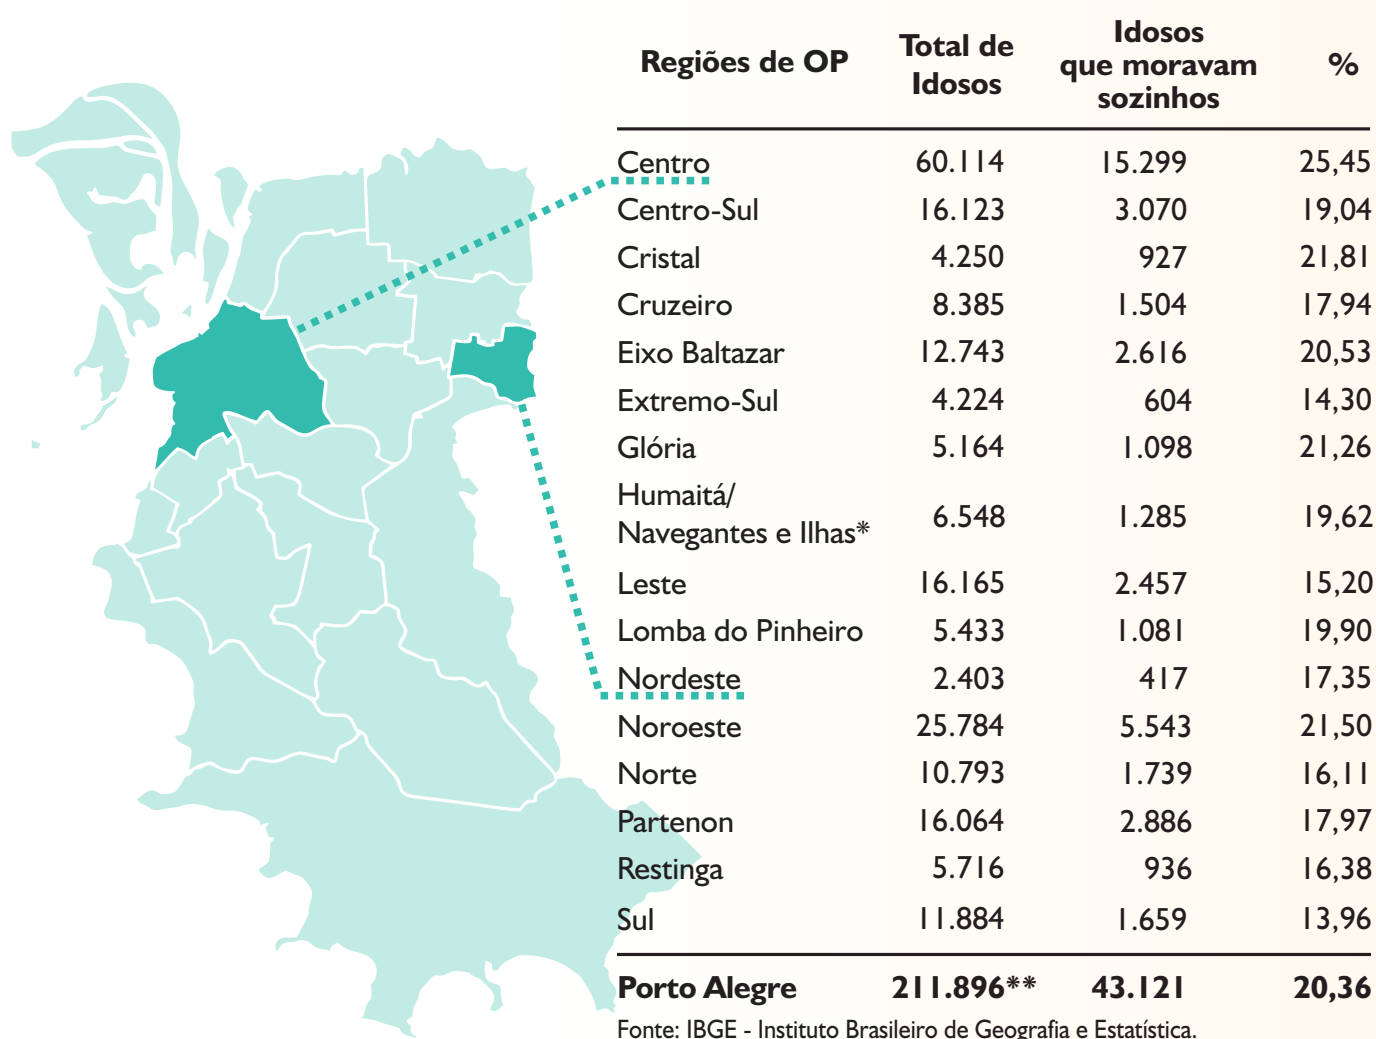 Regiões de OP Total de Idosos Idosos que moravam sozinhos %
Centro 60.114 15.299 25,45
Centro-Sul 16.123 3.070 19,04
Cristal 4.250 927 21,81
Cruzeiro 8.385 1.504 17,94
Eixo Baltazar 12.743 2.616 20,53
Extremo-Sul 4.224 604 14,30
Glória 5.164 1.098 21,26
Humaitá/
Navegantes e Ilhas* 6.548 1.285 19,62
Leste 16.165 2.457 15,20
Lomba do Pinheiro 5.433 1.081 19,90
Nordeste 2.403 417 17,35
Noroeste 25.784 5.543 21,50
Norte 10.793 1.739 16,11
Partenon 16.064 2.886 17,97
Restinga 5.716 936 16,38
Sul 11.884 1.659 13,96
Porto Alegre 211.896** 43.121 20,36
Fonte: IBGE - Instituto Brasileiro de Geografia e Estatística.